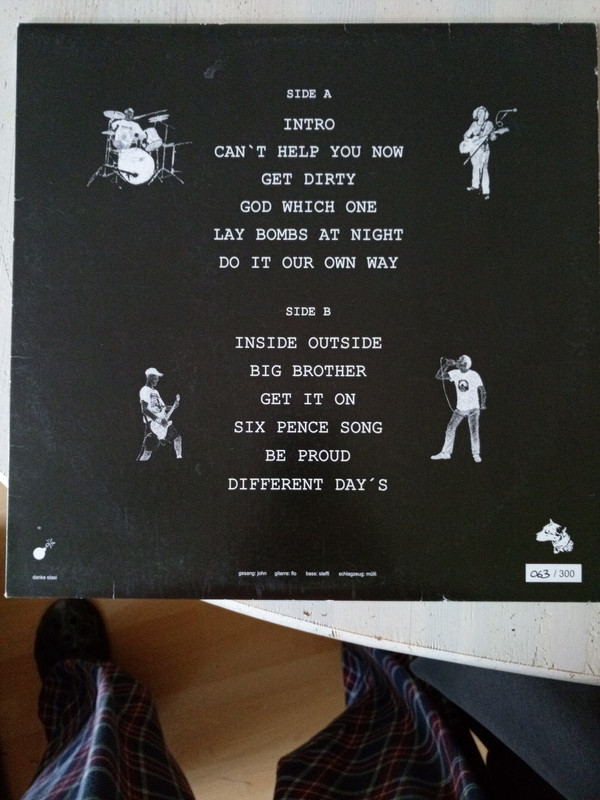 SIDE A
INTRO
CAN`T HELP YOU NOW
GET DIRTY
GOD WHICH ONE
LAY BOMBS AT NIGHT
DO IT OUR OWN WAY
SIDE B
INSIDE OUTSIDE
BIG BROTHER
GET IT ON
SIX PENCE SONG
BE PROUD
DIFFERENT DAY´S
danke
gesang: john gitarre: flo bass: steffi schlagzeug: mülli
063 / 300